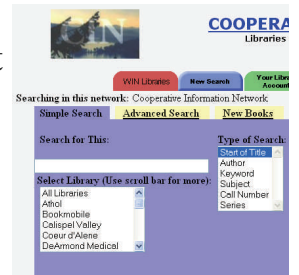 CIN
COOPERA
Libraries
WIN Libraries New Search Your Libra
Account
Searching in this network: Cooperative Information Network
Simple Search Advanced Search New Books
Search for This: Type of Search:
Start of Title
Author
Keyword
Subject
Call Number
Series
Select Library (Use scroll bar for more):
All Libraries
Athol
Bookmobile
Calispel Valley
Coeur d'Alene
DeArmond Medical